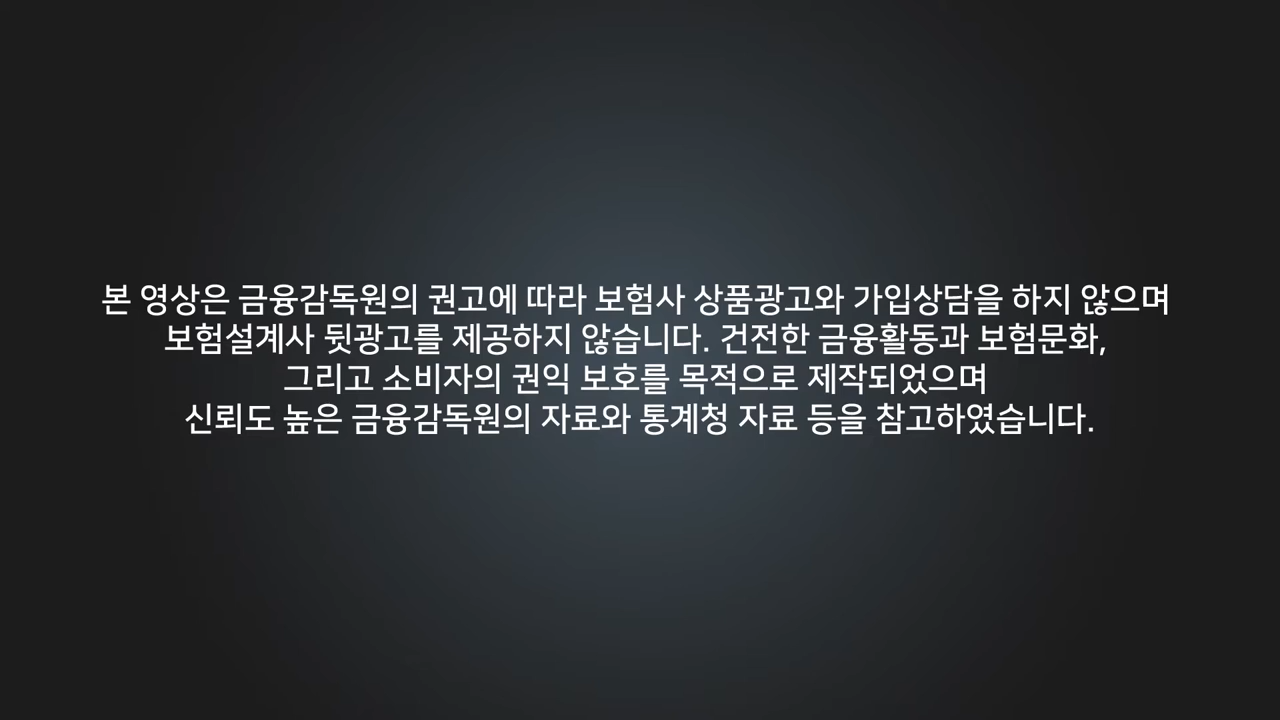 본 영상은 금융감독원의 권고에 따라 보험사 상품광고와 가입상담을 하지 않으며
보험설계사 뒷광고를 제공하지 않습니다. 건전한 금융활동과 보험문화,
그리고 소비자의 권익 보호를 목적으로 제작되었으며
신뢰도 높은 금융감독원의 자료와 통계청 자료 등을 참고하였습니다.